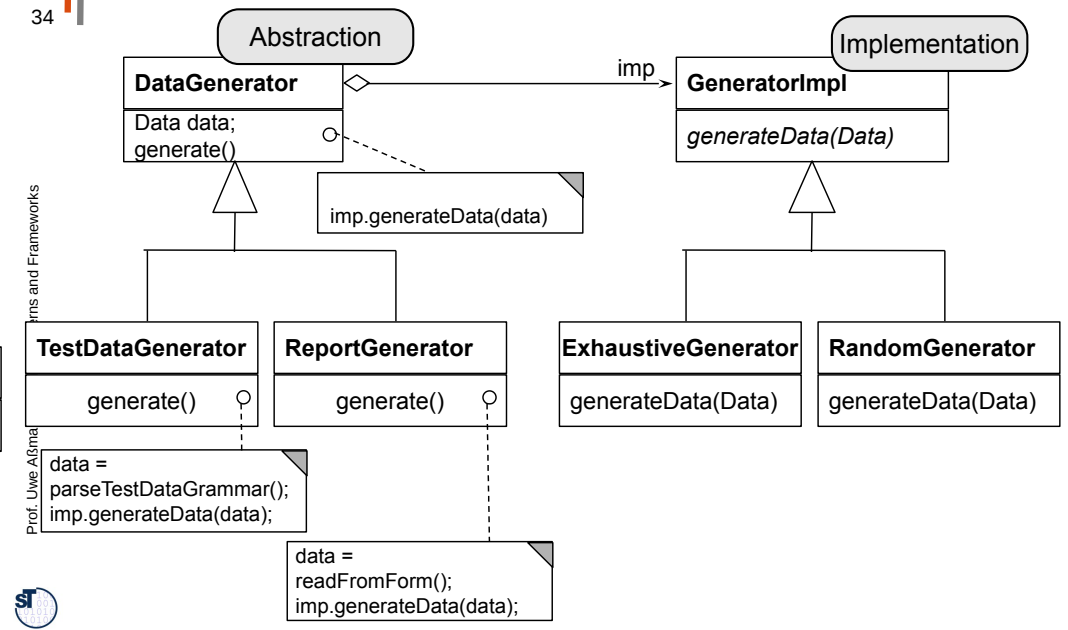 34
Abstraction
Implementation
DataGenerator
imp
GeneratorImpl
Data data;
generate()
generateData(Data)
imp.generateData(data)
TestDataGenerator
ReportGenerator
ExhaustiveGenerator
RandomGenerator
generate()
generate()
generateData(Data)
generateData(Data)
data =
parseTestDataGrammar();
imp.generateData(data);
data =
readFromForm();
imp.generateData(data);
Prof. Uwe Aßma
rns and Frameworks
ST